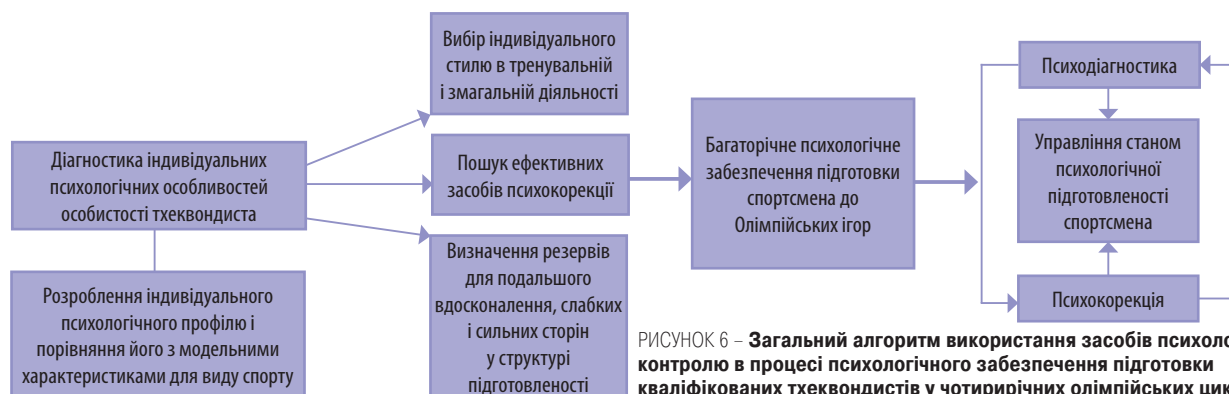 Діагностика індивідуальних
психологічних особливостей
особистості тхеквондиста
Розроблення індивідуального
психологічного профілю і
порівняння його з модельними
характеристиками для виду спорту
Вибір індивідуального
стилю в тренувальній
і змагальній діяльності
Пошук ефективних
засобів психокорекції
Визначення резервів
для подальшого
вдосконалення, слабких
і сильних сторін
у структурі
підготовленості
Багаторічне психологічне
забезпечення підготовки
спортсмена до
Олімпійських ігор
Психодіагностика
Управління станом
психологічної
підготовленості
спортсмена
Психокорекція
РИСУНОК 6 – Загальний алгоритм використання засобів
контролю в процесі психологічного забезпечення підготовки
кваліфікованих тхеквондистів у чотирирічних олімпійських